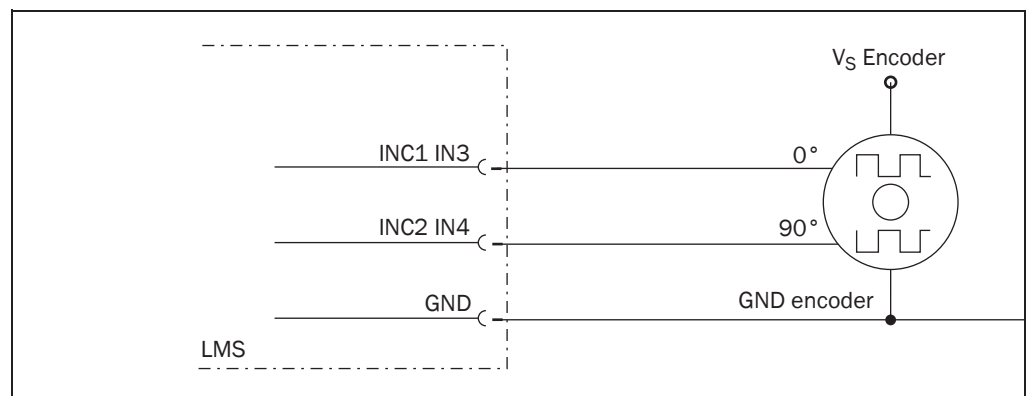 V_S Encoder
INC1 IN3
0°
INC2 IN4
90°
GND
GND encoder
LMS